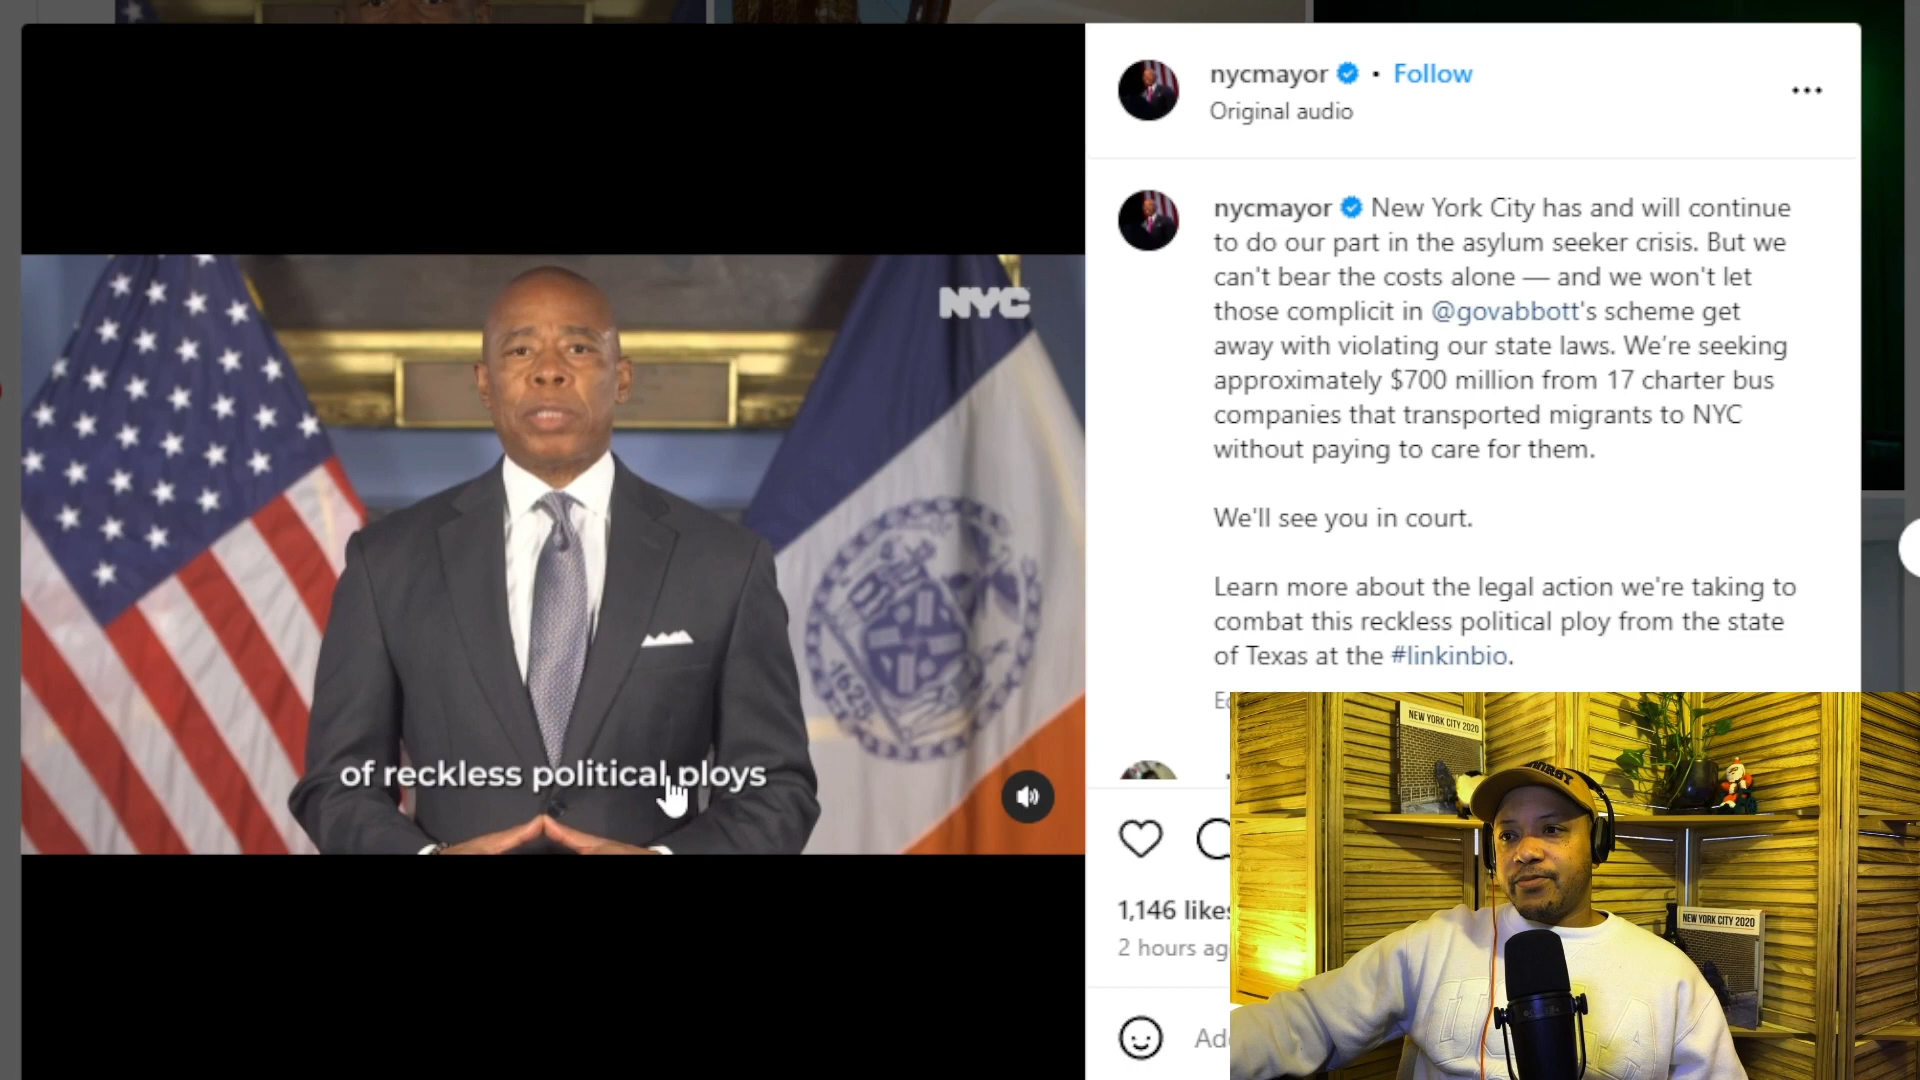 NYC
1625
of reckless political ploys
nycmayor • Follow
Original audio
nycmayor New York City has and will continue
to do our part in the asylum seeker crisis. But we
can't bear the costs alone — and we won't let
those complicit in @govabbott's scheme get
away with violating our state laws. We’re seeking
approximately $700 million from 17 charter bus
companies that transported migrants to NYC
without paying to care for them.
We'll see you in court.
Learn more about the legal action we're taking to
combat this reckless political ploy from the state
of Texas at the #linkinbio.
1,146 likes
2 hours ag
NEW YORK CITY 2020
NEW YORK CITY 2020